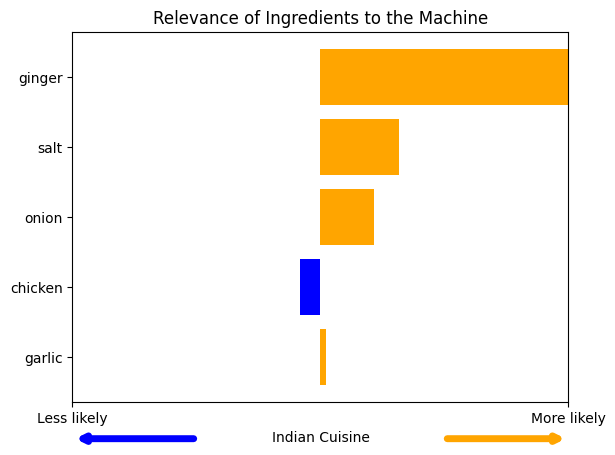 Relevance of Ingredients to the Machine
ginger
salt
onion
chicken
garlic
Less likely
More likely
Indian Cuisine